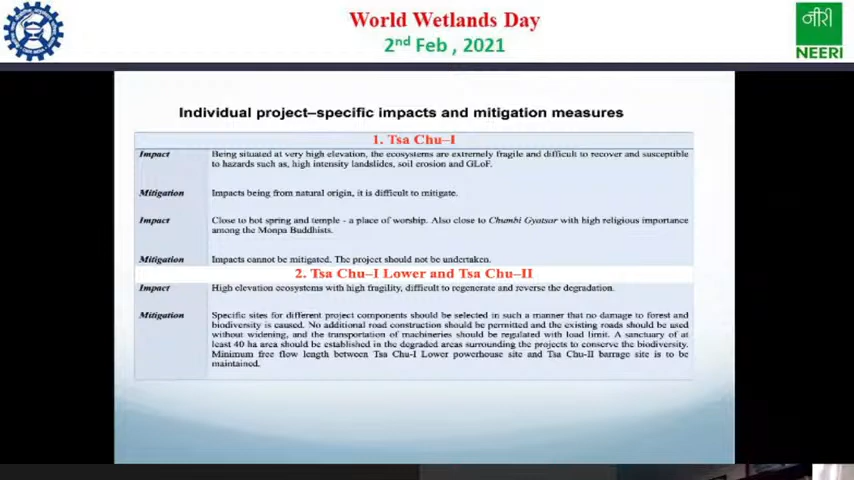 World Wetlands Day
2nd Feb , 2021
नीरी
NEERI
Individual project–specific impacts and mitigation measures
1. Tsa Chu–I
Impact Being situated at very high elevation, the ecosystems are extremely fragile and difficult to recover and susceptible
to hazards such as, high intensity landslides, soil erosion and GLoF.
Mitigation Impacts being from natural origin, it is difficult to mitigate.
Impact Close to hot spring and temple - a place of worship. Also close to Chumbi Gyatsar with high religious importance
among the Monpa Buddhists.
Mitigation Impacts cannot be mitigated. The project should not be undertaken.
2. Tsa Chu–I Lower and Tsa Chu–II
Impact High elevation ecosystems with high fragility, difficult to regenerate and reverse the degradation.
Mitigation Specific sites for different project components should be selected in such a manner that no damage to forest and
biodiversity is caused. No additional road construction should be permitted and the existing roads should be used
without widening, and the transportation of machineries should be regulated with load limit. A sanctuary of at
least 40 ha area should be established in the degraded areas surrounding the projects to conserve the biodiversity.
Minimum free flow length between Tsa Chu-I Lower powerhouse site and Tsa Chu-II barrage site is to be
maintained.